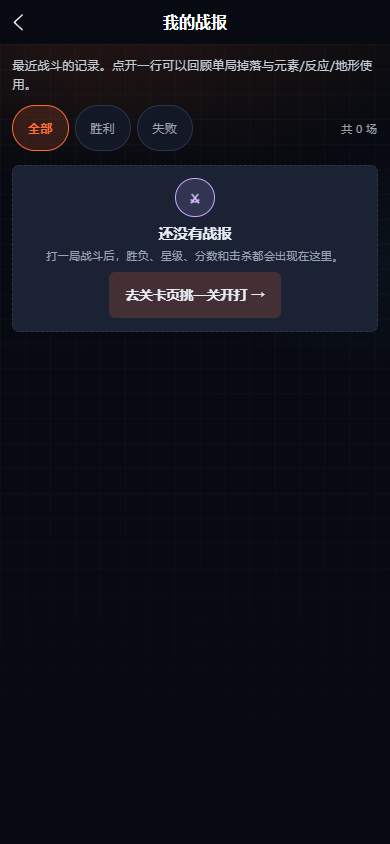 我的战报
最近战斗的记录。点开一行可以回顾单局掉落与元素/反应/地形使
用。
全部 胜利 失败 共 0 场
⚔
还没有战报
打一局战斗后，胜负、星级、分数和击杀都会出现在这里。
去关卡页挑一关开打 →